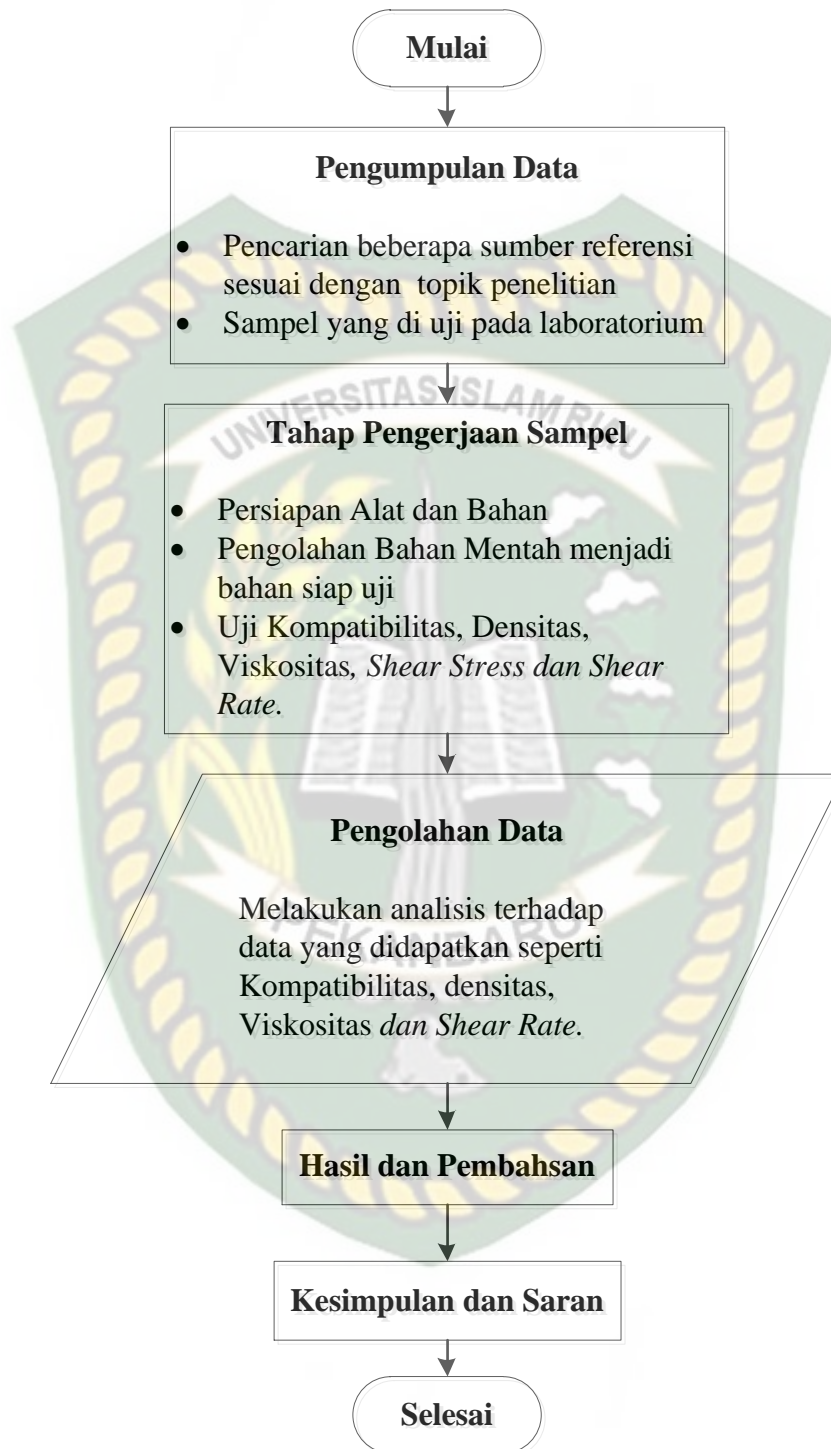 Mulai
Pengumpulan Data
• Pencarian beberapa sumber referensi
sesuai dengan topik penelitian
• Sampel yang di uji pada laboratorium
UNIVERSITAS ISLAM RIAU
Tahap Pengerjaan Sampel
• Persiapan Alat dan Bahan
• Pengolahan Bahan Mentah menjadi
bahan siap uji
• Uji Kompatibilitas, Densitas,
Viskositas, Shear Stress dan Shear
Rate.
Pengolahan Data
Melakukan analisis terhadap
data yang didapatkan seperti
PEKANBARU
Kompatibilitas, densitas,
Viskositas dan Shear Rate.
Hasil dan Pembahsan
Kesimpulan dan Saran
Selesai